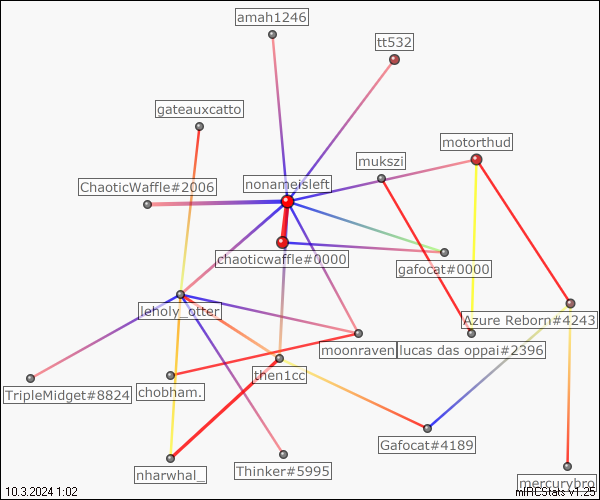 amah1246
tt532
gateauxcatto
motorthud
mukszi
nonameisleft
ChaoticWaffle#2006
chaoticwaffle#0000
gafocat#0000
leholy_otter
Azure Reborn#4243
moonraven
lucas das oppai#2396
then1cc
TripleMidget#8824
chobham.
Gafocat#4189
Thinker#5995
nharwhal_
mercurybro
10.3.2024 1:02
mIRCStats v1.25